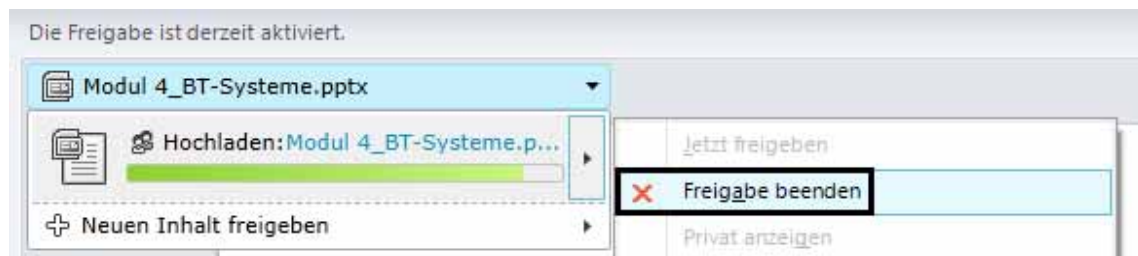 Die Freigabe ist derzeit aktiviert.
Modul 4_BT-Systeme.pptx
Hochladen: Modul 4_BT-Systeme.p...
Jetzt freigeben
Freigabe beenden
Neuen Inhalt freigeben
Privat anzeigen